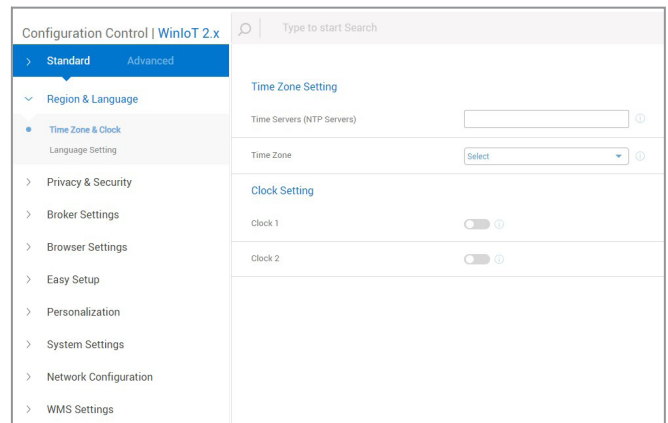 Configuration Control | WinIoT 2.x
Type to start Search
Standard Advanced
Region & Language
Time Zone & Clock
Language Setting
Privacy & Security
Broker Settings
Browser Settings
Easy Setup
Personalization
System Settings
Network Configuration
WMS Settings
Time Zone Setting
Time Servers (NTP Servers)
Time Zone Select
Clock Setting
Clock 1
Clock 2